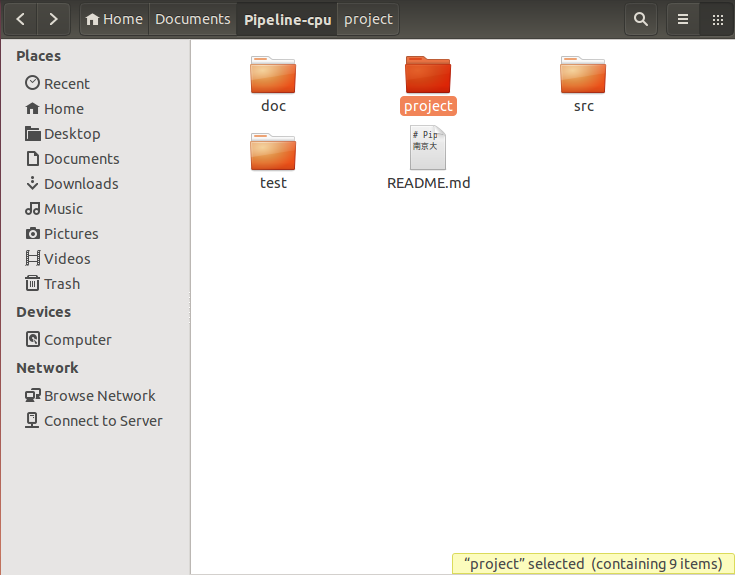 Home Documents Pipeline-cpu project
Places
Recent
Home
Desktop
Documents
Downloads
Music
Pictures
Videos
Trash
Devices
Computer
Network
Browse Network
Connect to Server
doc project src
# Pip
南京大
test README.md
“project” selected (containing 9 items)